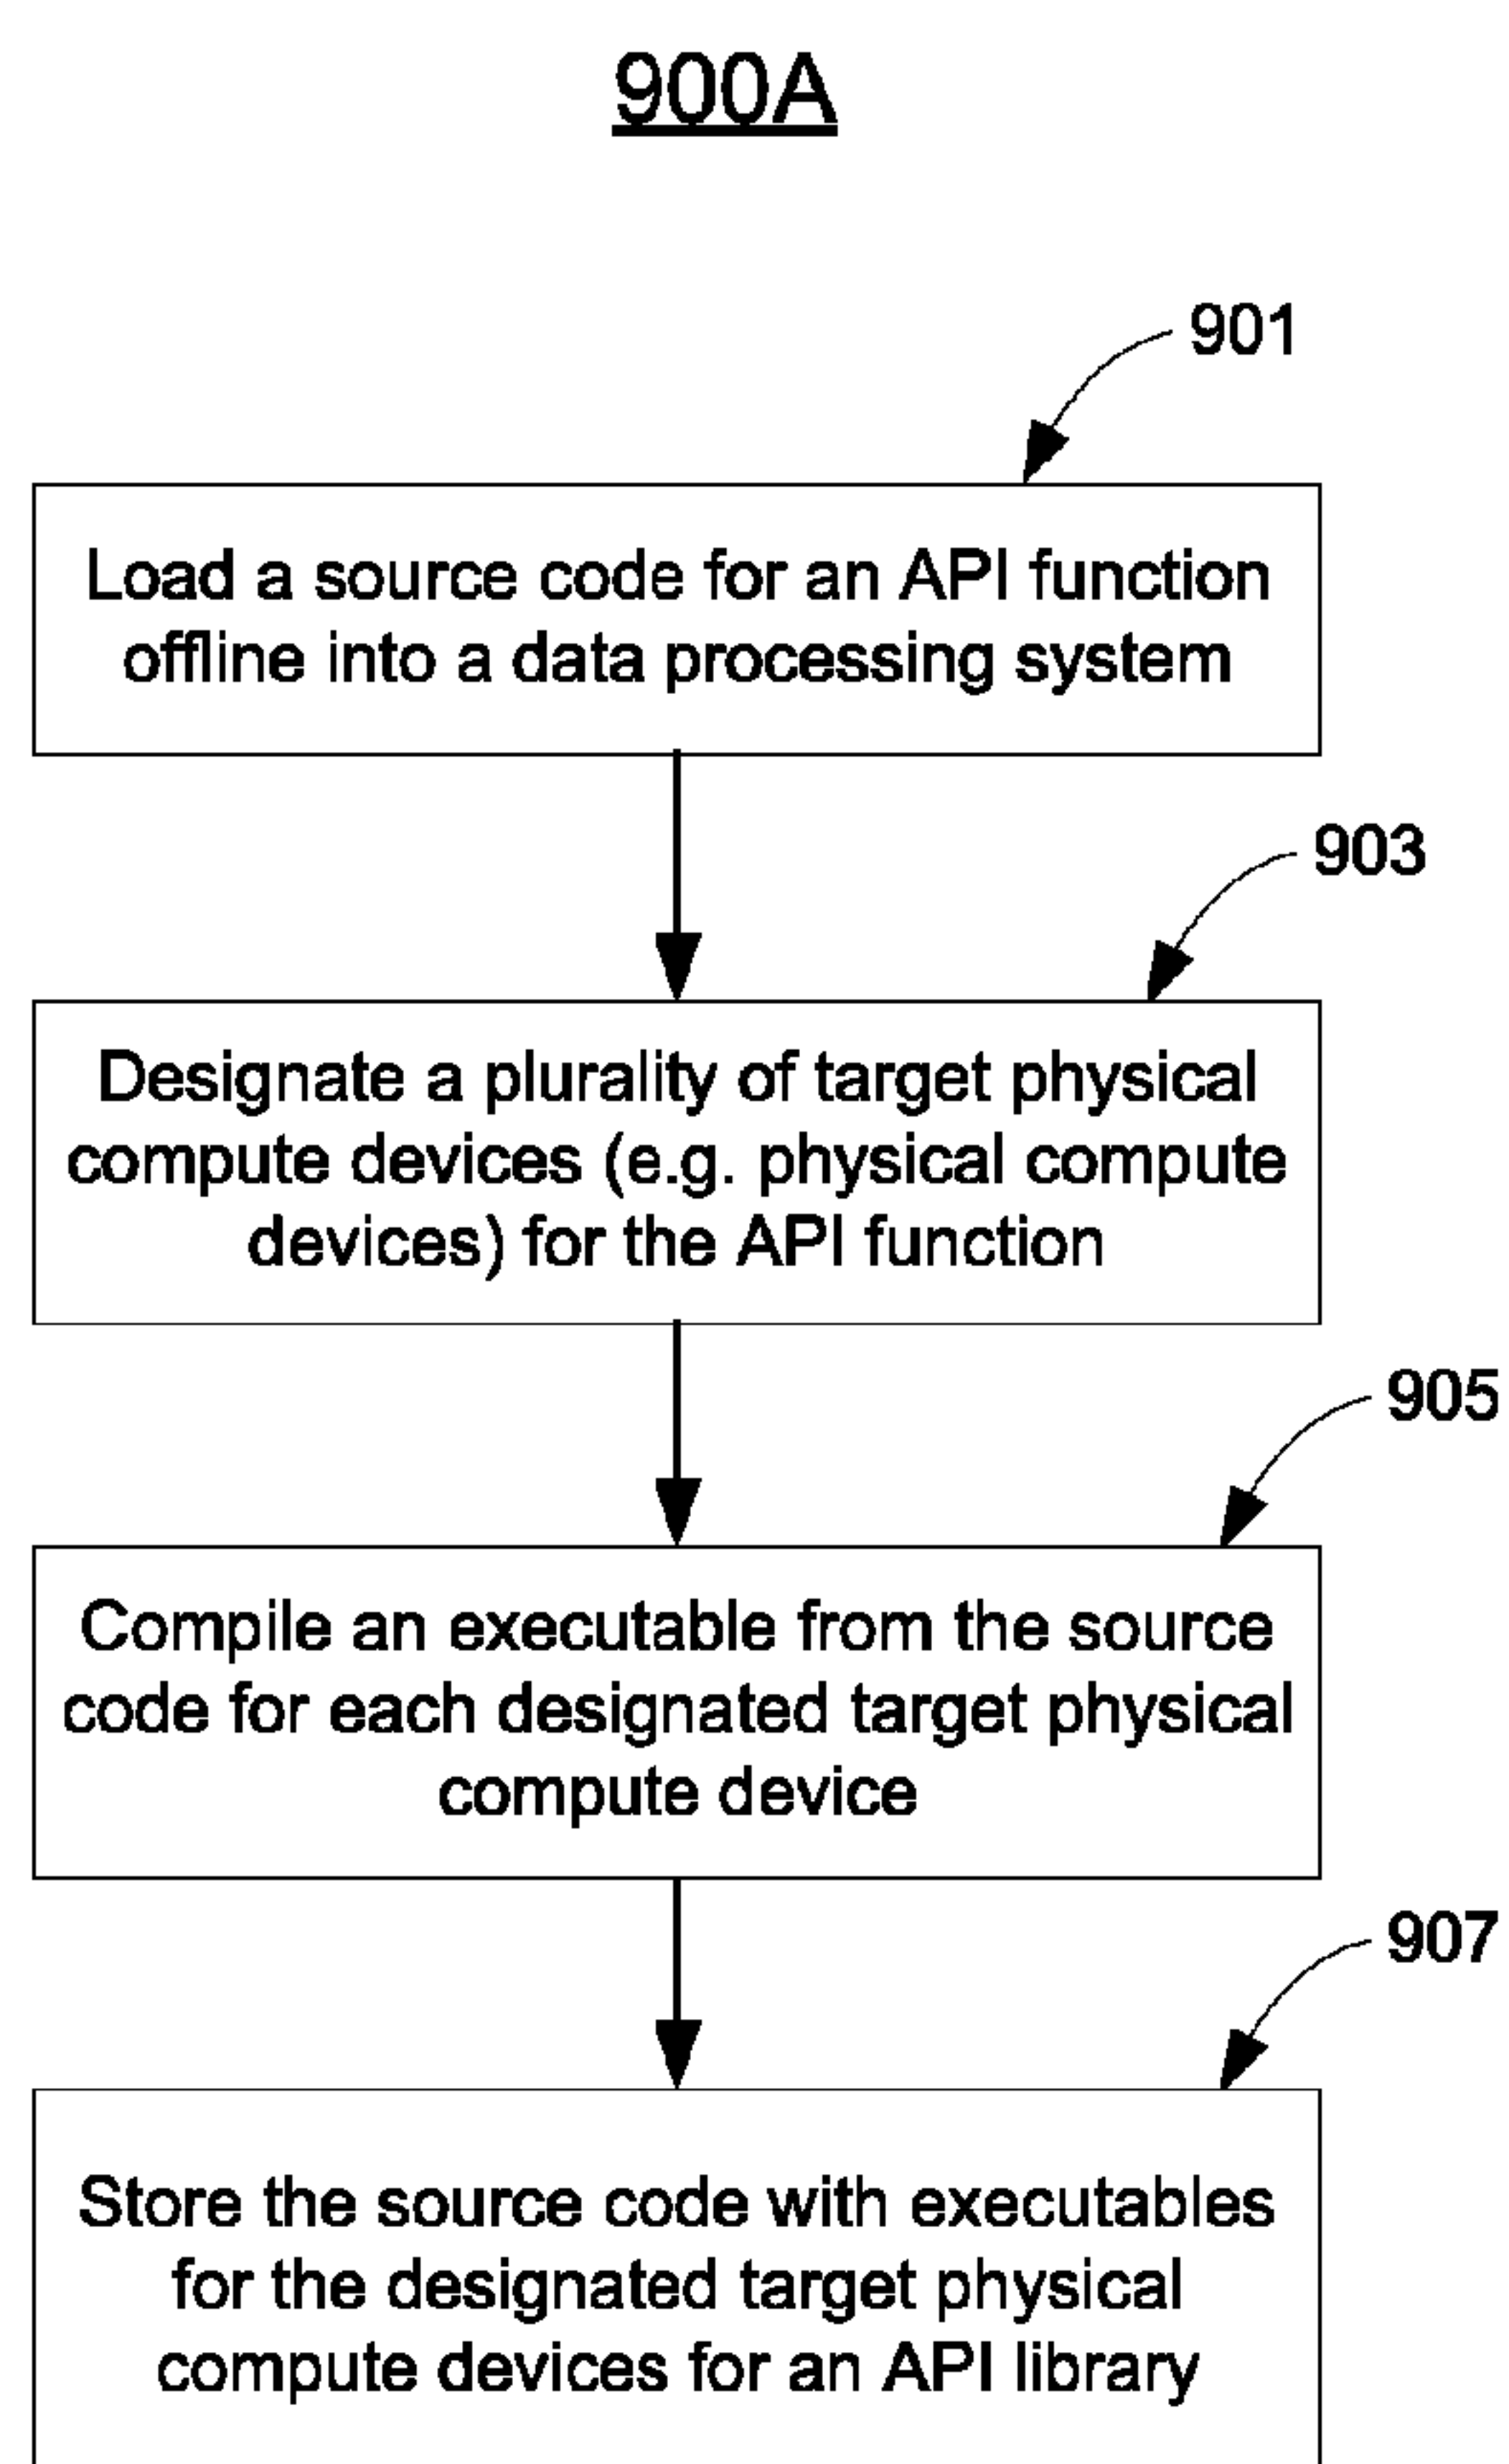 900A
901
Load a source code for an API function
offline into a data processing system
903
Designate a plurality of target physical
compute devices (e.g. physical compute
devices) for the API function
905
Compile an executable from the source
code for each designated target physical
compute device
907
Store the source code with executables
for the designated target physical
compute devices for an API library